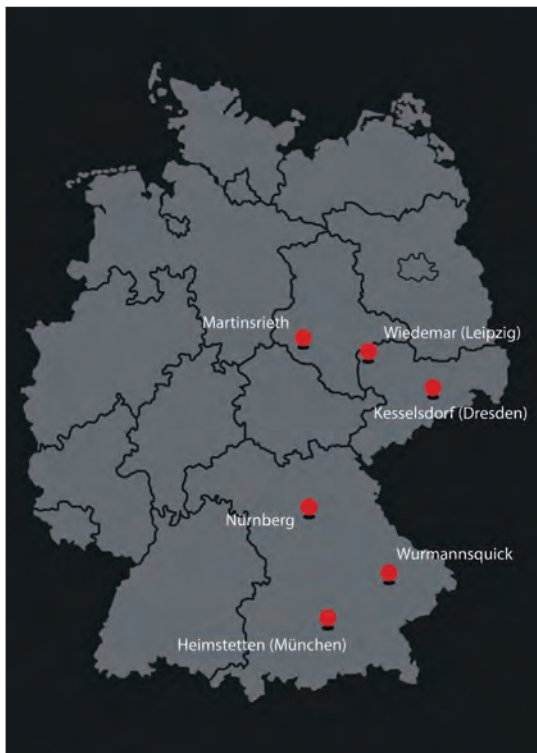 Martinsrieth
Wiedemar (Leipzig)
Kesselsdorf (Dresden)
Nürnberg
Wurmannsquick
Heimstetten (München)